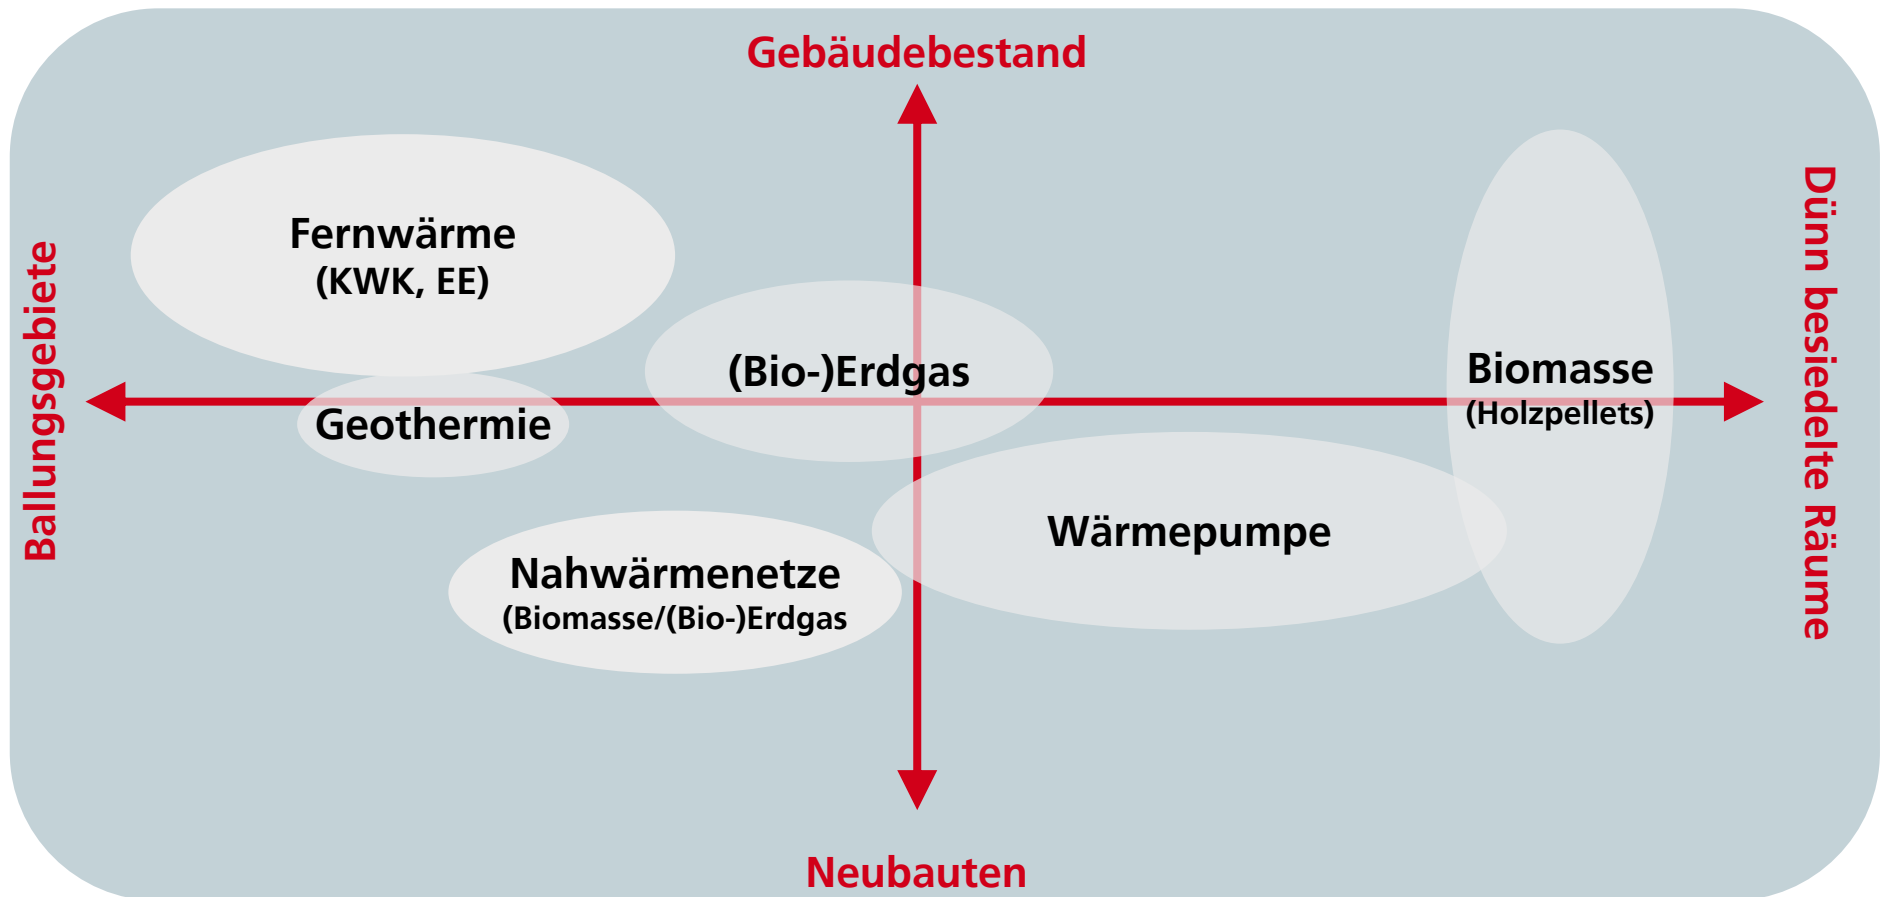 Gebäudebestand
Ballungsgebiete
Fernwärme
(KWK, EE)
Geothermie
(Bio-)Erdgas
Biomasse
(Holzpellets)
Wärmepumpe
Nahwärmenetze
(Biomasse/(Bio-)Erdgas
Dünn besiedelte Räume
Neubauten